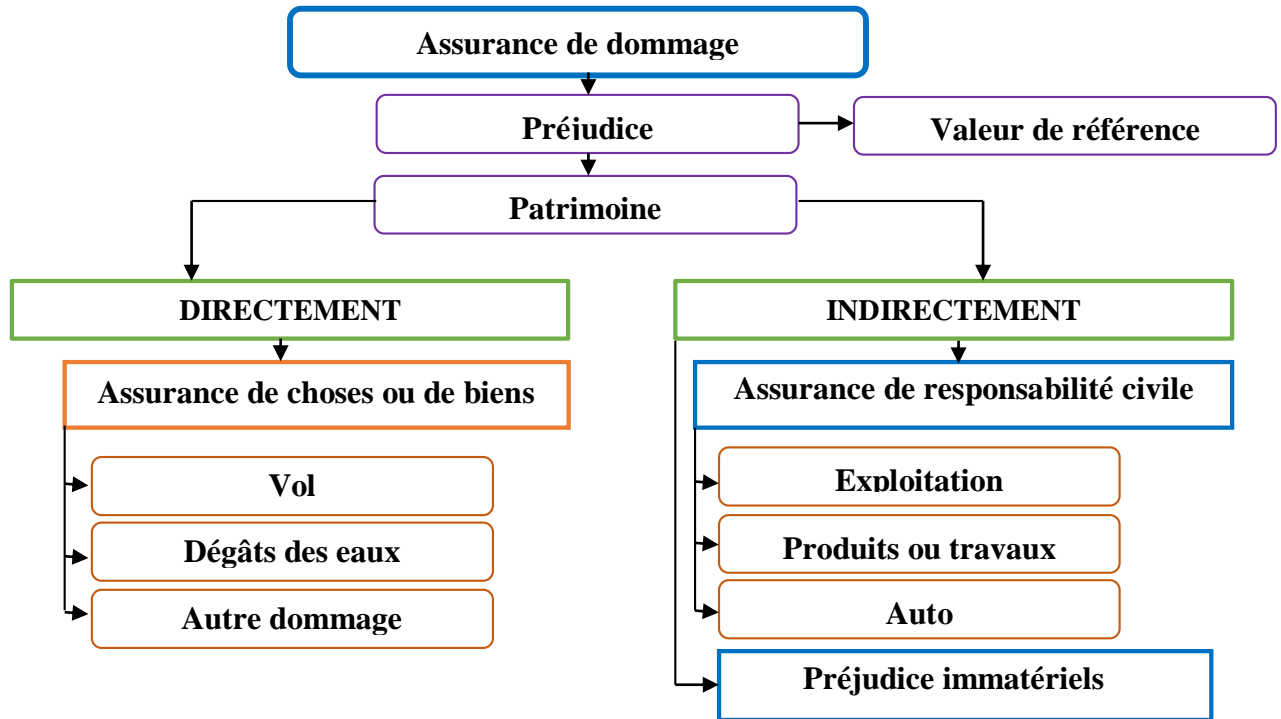 Assurance de dommage
Préjudice
Valeur de référence
Patrimoine
DIRECTEMENT
INDIRECTEMENT
Assurance de choses ou de biens
Assurance de responsabilité civile
Vol
Dégâts des eaux
Autre dommage
Exploitation
Produits ou travaux
Auto
Préjudice immatériels